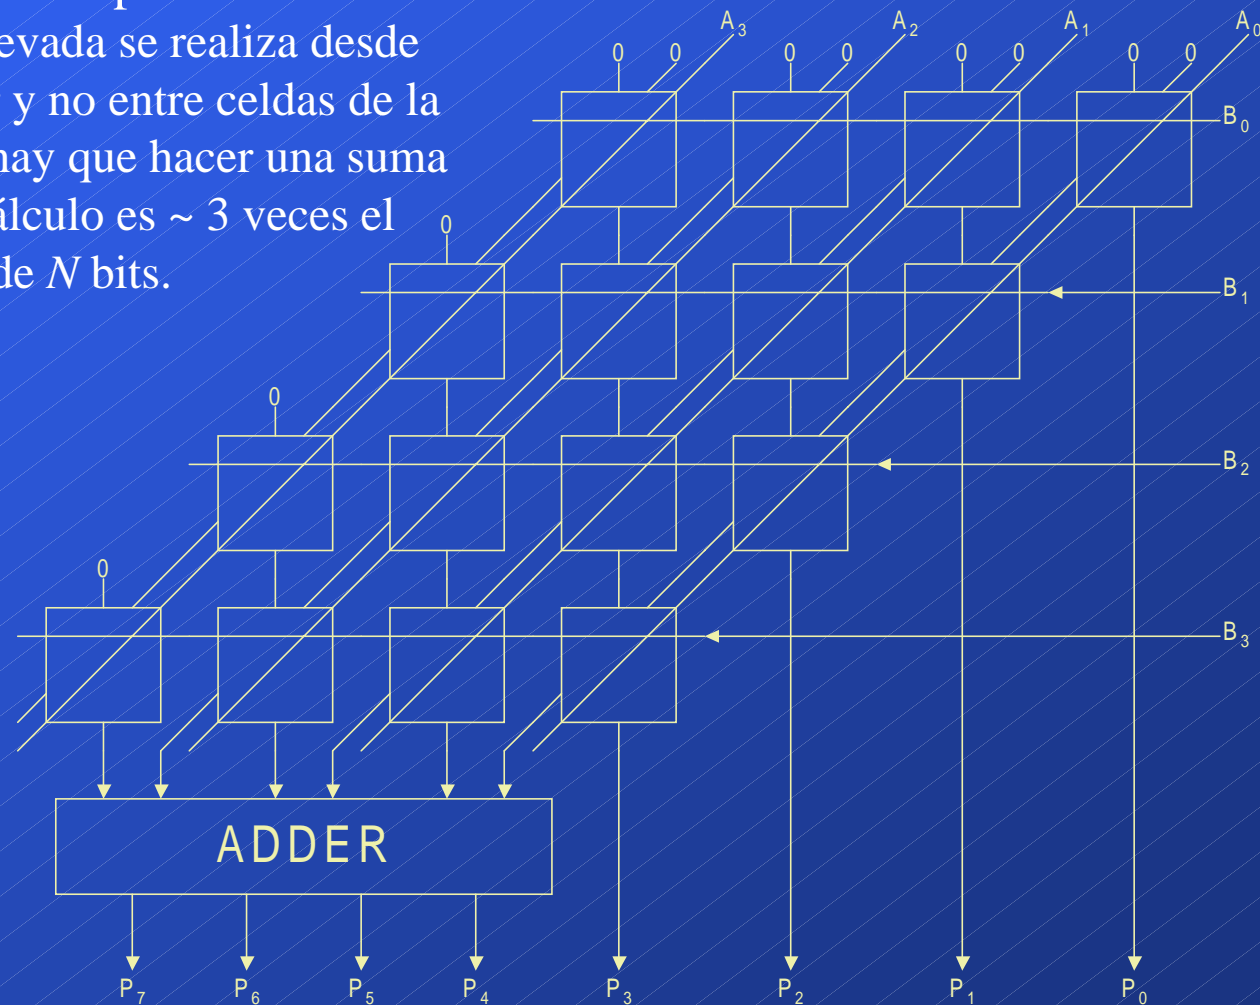 evada se realiza desde
y no entre celdas de la
hay que hacer una suma
álculo es ~ 3 veces el
de N bits.
A3 A2 A1 A0
0 0 0 0 0 0 0 0
B0
0
B1
0
B2
0
B3
ADDER
P7 P6 P5 P4 P3 P2 P1 P0